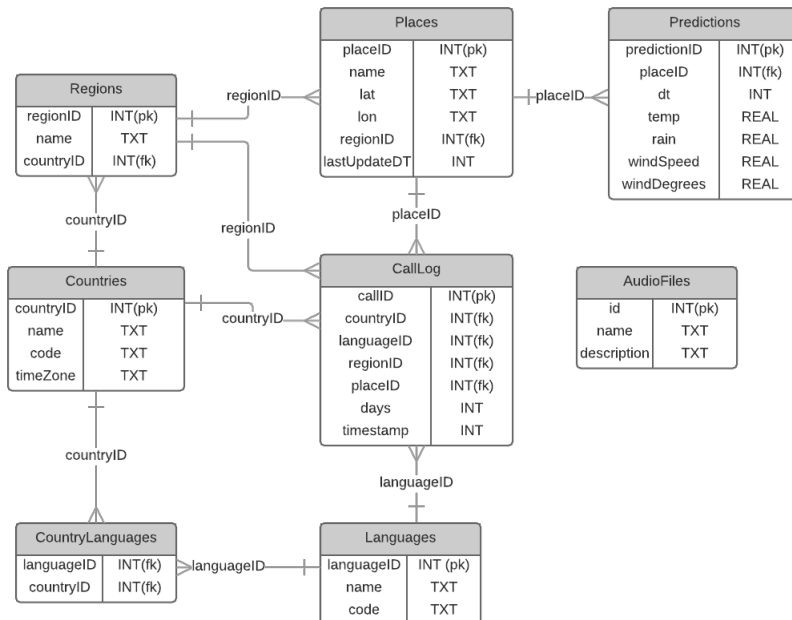 Places
placeID INT(pk)
name TXT
lat TXT
lon TXT
regionID INT(fk)
lastUpdateDT INT
Predictions
predictionID INT(pk)
placeID INT(fk)
dt INT
temp REAL
rain REAL
windSpeed REAL
windDegrees REAL
Regions
regionID INT(pk)
name TXT
countryID INT(fk)
regionID
placeID
placeID
countryID
regionID
Countries
countryID INT(pk)
name TXT
code TXT
timeZone TXT
countryID
CallLog
callID INT(pk)
countryID INT(fk)
languageID INT(fk)
regionID INT(fk)
placeID INT(fk)
days INT
timestamp INT
AudioFiles
id INT(pk)
name TXT
description TXT
countryID
languageID
CountryLanguages
languageID INT(fk)
countryID INT(fk)
languageID
Languages
languageID INT (pk)
name TXT
code TXT